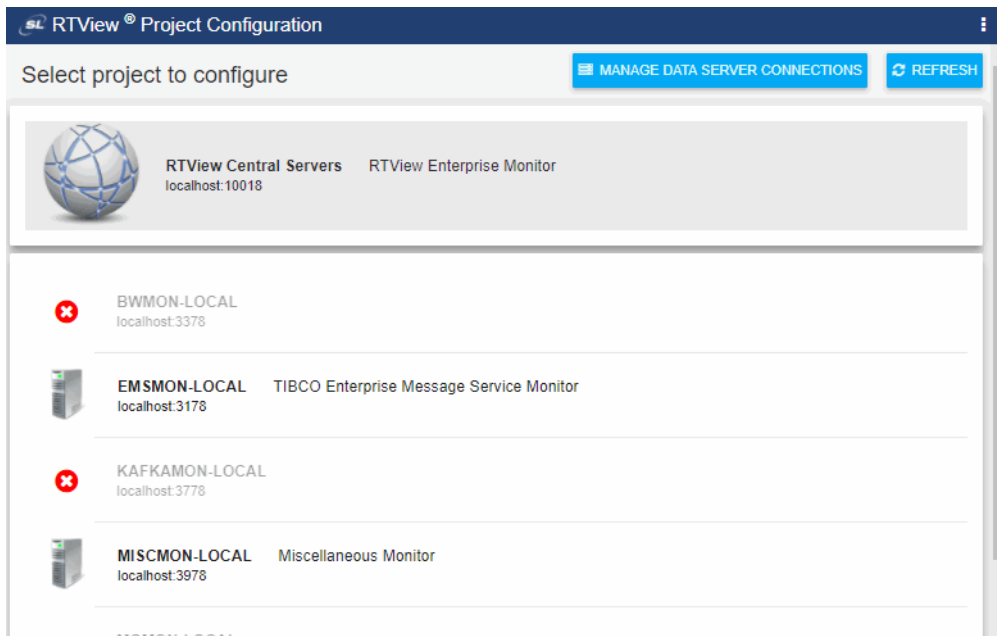 SL RTView ® Project Configuration
Select project to configure
MANAGE DATA SERVER CONNECTIONS
REFRESH
RTView Central Servers RTView Enterprise Monitor
localhost:10018
BWMON-LOCAL
localhost:3378
EMSMON-LOCAL TIBCO Enterprise Message Service Monitor
localhost:3178
KAFKAMON-LOCAL
localhost:3778
MISCMON-LOCAL Miscellaneous Monitor
localhost:3978